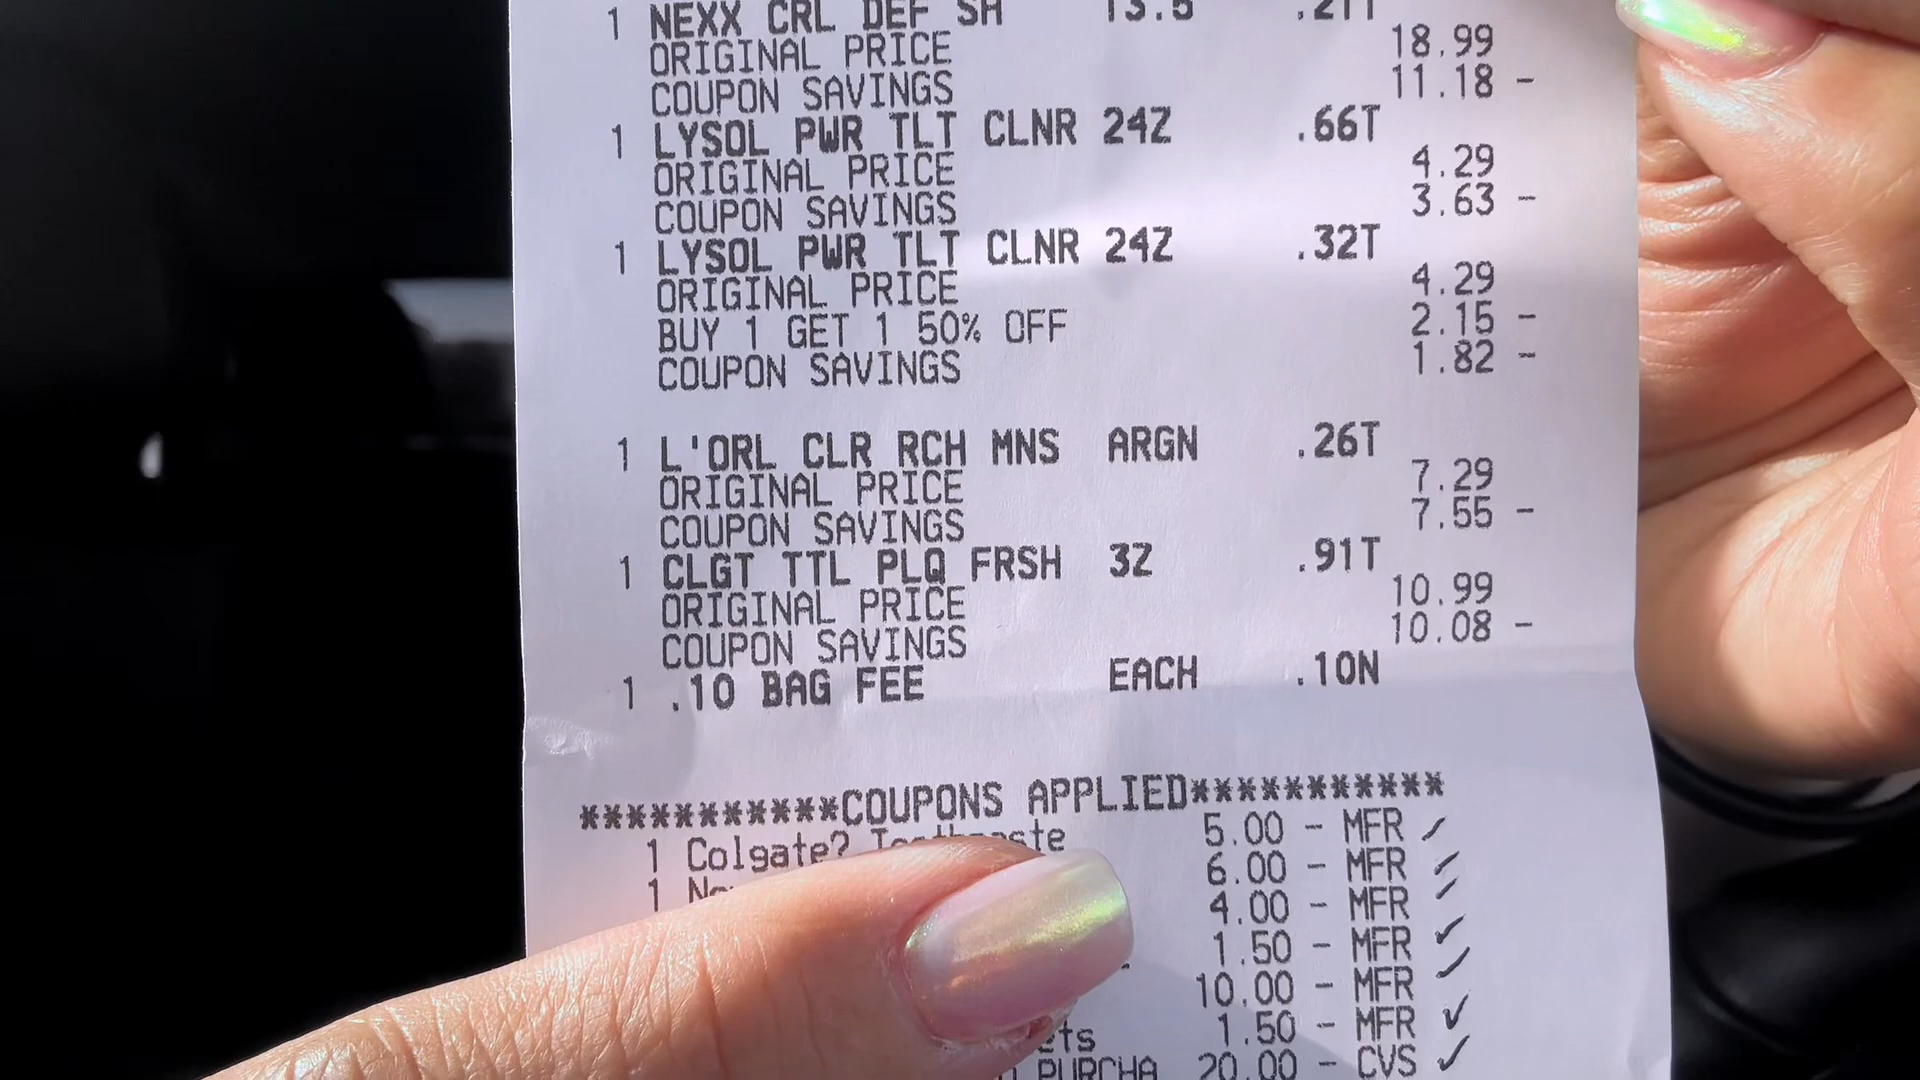 1 NEXX CRL DEF SH 13.5 .21T
ORIGINAL PRICE 18.99
COUPON SAVINGS 11.18 -
1 LYSOL PWR TLT CLNR 24Z .66T
ORIGINAL PRICE 4.29
COUPON SAVINGS 3.63 -
1 LYSOL PWR TLT CLNR 24Z .32T
ORIGINAL PRICE 4.29
BUY 1 GET 1 50% OFF 2.15 -
COUPON SAVINGS 1.82 -
1 L'ORL CLR RCH MNS ARGN .26T
ORIGINAL PRICE 7.29
COUPON SAVINGS 7.55 -
1 CLGT TTL PLQ FRSH 3Z .91T
ORIGINAL PRICE 10.99
COUPON SAVINGS 10.08 -
1 .10 BAG FEE EACH .10N
***********COUPONS APPLIED***********
1 Colgate? 5.00 - MFR
1 6.00 - MFR
4.00 - MFR
1.50 - MFR
10.00 - MFR
1.50 - MFR
PURCHA 20.00 - CVS